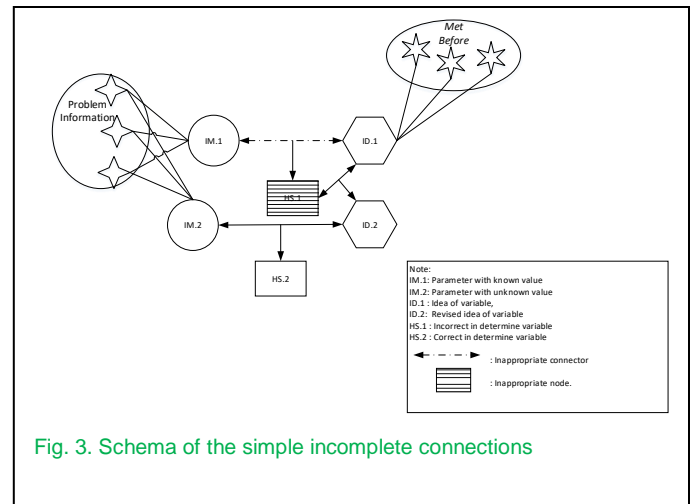 Met
Before
Problem
Information
IM.1
ID.1
HS.1
IM.2
ID.2
HS.2
Note:
IM.1: Parameter with known value
IM.2: Parameter with unknown value
ID.1 : Idea of variable,
ID.2: Revised idea of variable
HS.1 : Incorrect in determine variable
HS.2 : Correct in determine variable
: Inappropriate connector
: Inappropriate node.
Fig. 3. Schema of the simple incomplete connections